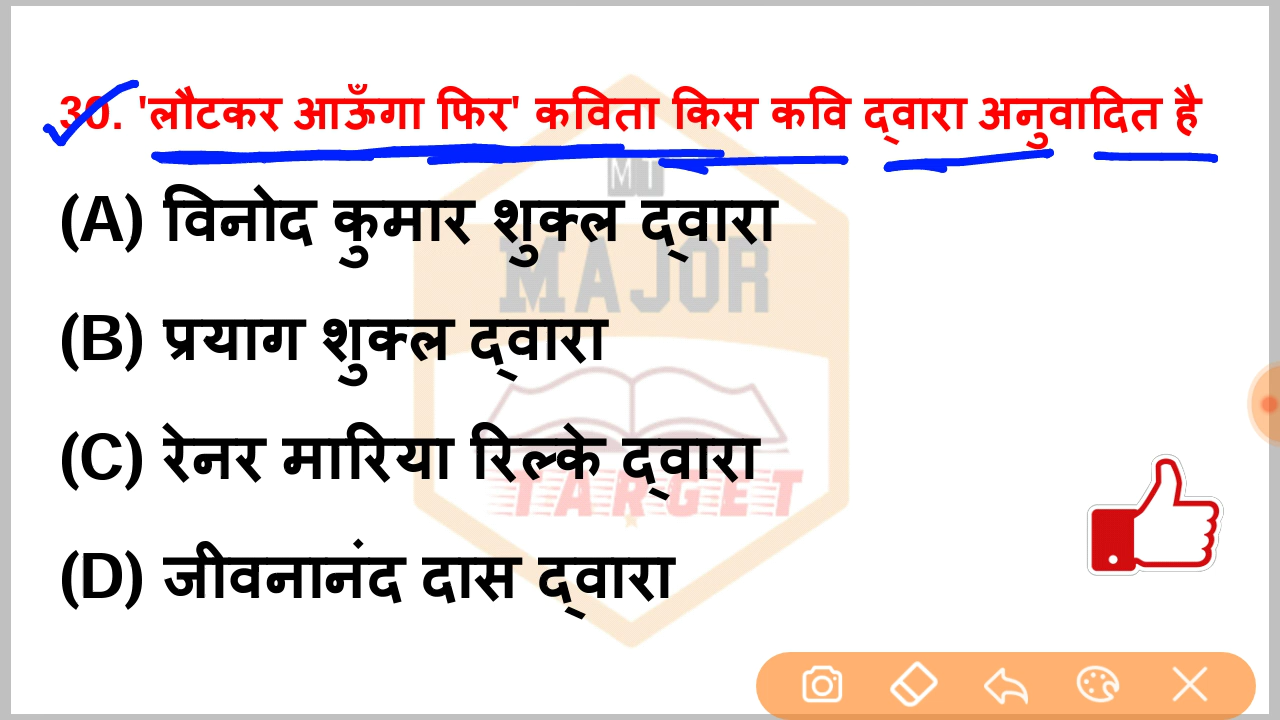 30. 'लौटकर आऊँगा फिर' कविता किस कवि द्वारा अनुवादित है
MT
(A) विनोद कुमार शुक्ल द्वारा
MAJOR
(B) प्रयाग शुक्ल द्वारा
(C) रेनर मारिया रिल्के द्वारा
TARGET
(D) जीवनानंद दास द्वारा